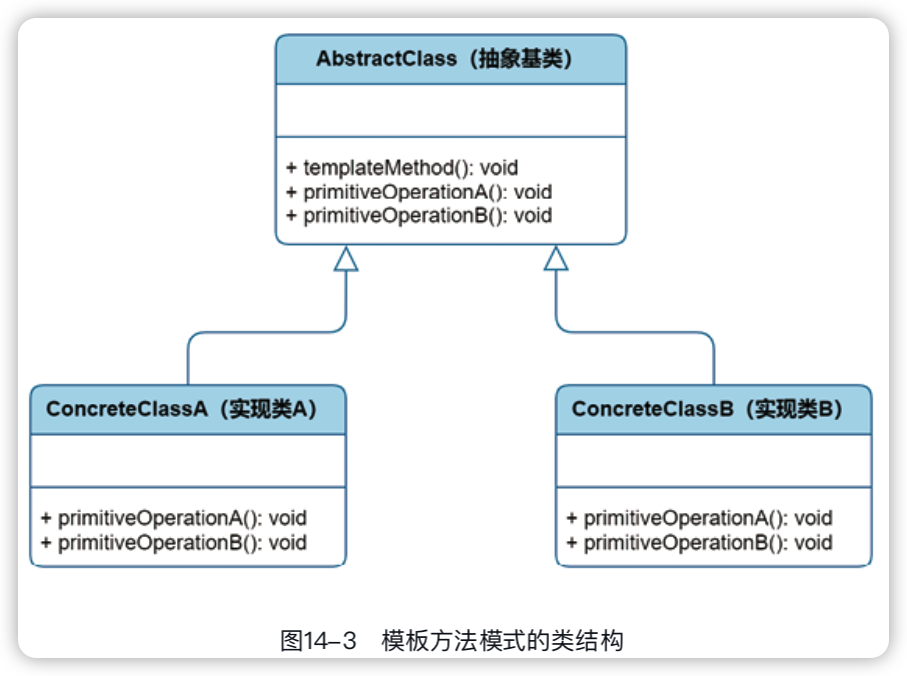 AbstractClass（抽象基类）
+ templateMethod(): void
+ primitiveOperationA(): void
+ primitiveOperationB(): void
ConcreteClassA（实现类A）
+ primitiveOperationA(): void
+ primitiveOperationB(): void
ConcreteClassB（实现类B）
+ primitiveOperationA(): void
+ primitiveOperationB(): void
图14–3　模板方法模式的类结构